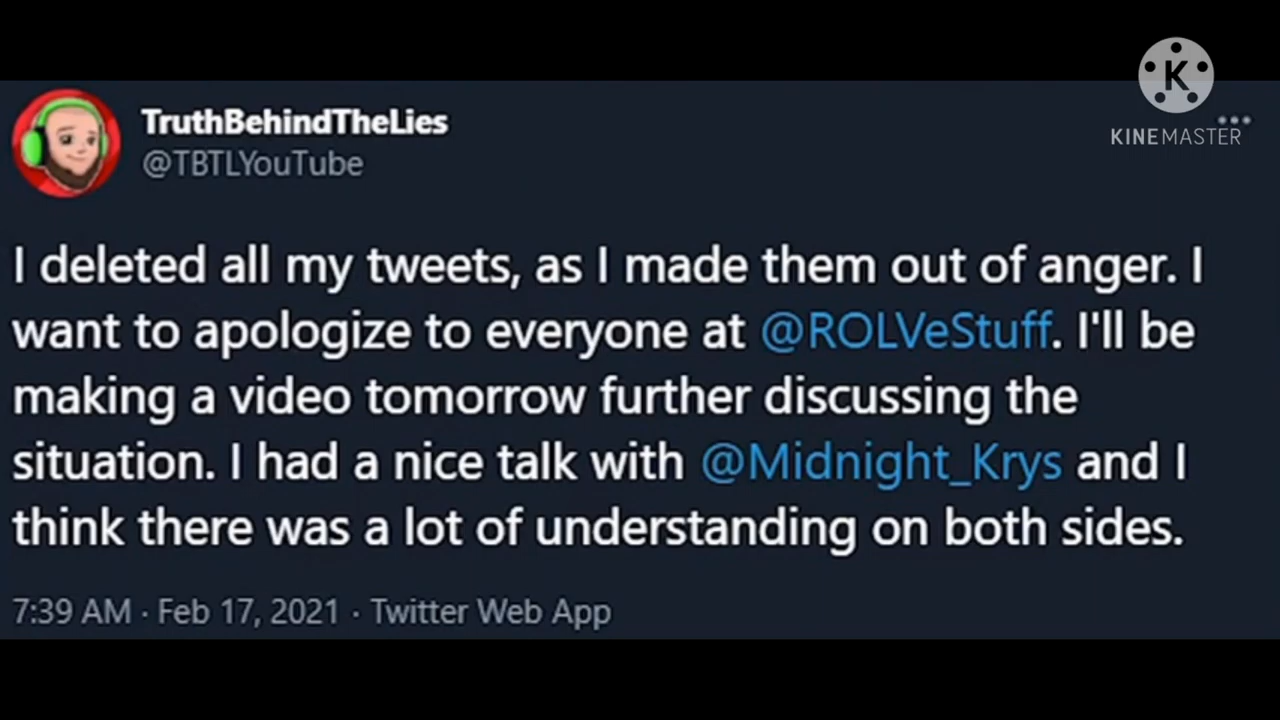 K
KINEMASTER
TruthBehindTheLies
@TBTLYouTube
I deleted all my tweets, as I made them out of anger. I
want to apologize to everyone at @ROLVeStuff. I'll be
making a video tomorrow further discussing the
situation. I had a nice talk with @Midnight_Krys and I
think there was a lot of understanding on both sides.
7:39 AM · Feb 17, 2021 · Twitter Web App